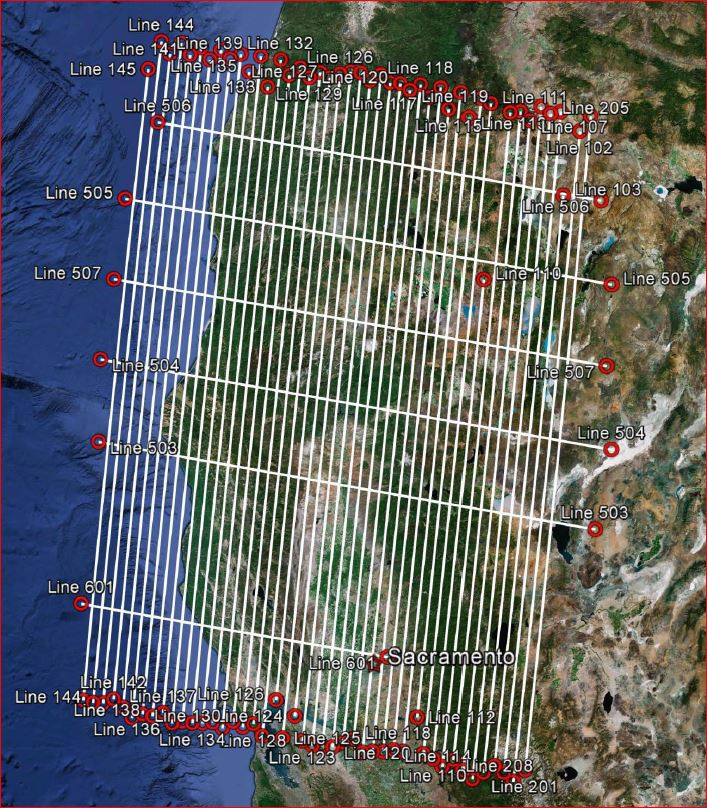 Line 144
Line 141
Line 139
Line 132
Line 145
Line 135
Line 127
Line 126
Line 118
Line 133
Line 129
Line 120
Line 117
Line 119
Line 111
Line 205
Line 506
Line 115
Line 113
Line 107
Line 102
Line 505
Line 103
Line 506
Line 507
Line 110
Line 505
Line 504
Line 507
Line 503
Line 504
Line 503
Line 601
Line 601
Sacramento
Line 142
Line 144
Line 137
Line 126
Line 138
Line 130
Line 124
Line 112
Line 136
Line 134
Line 128
Line 125
Line 118
Line 123
Line 120
Line 114
Line 110
Line 208
Line 201